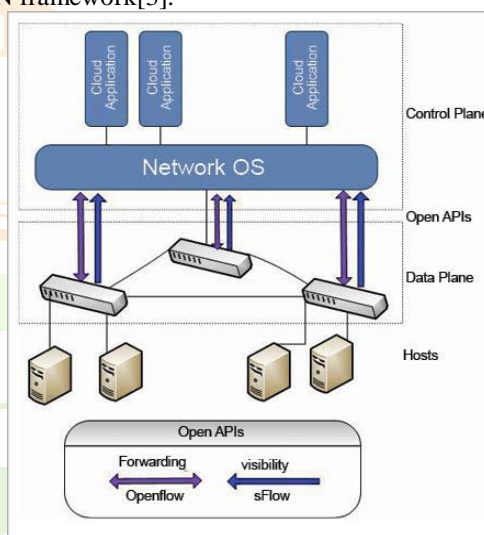 N framework[3].
Cloud Application
Cloud Application
Cloud Application
Control Plane
Network OS
Open APIs
Data Plane
Hosts
Open APIs
Forwarding
visibility
Openflow
sFlow